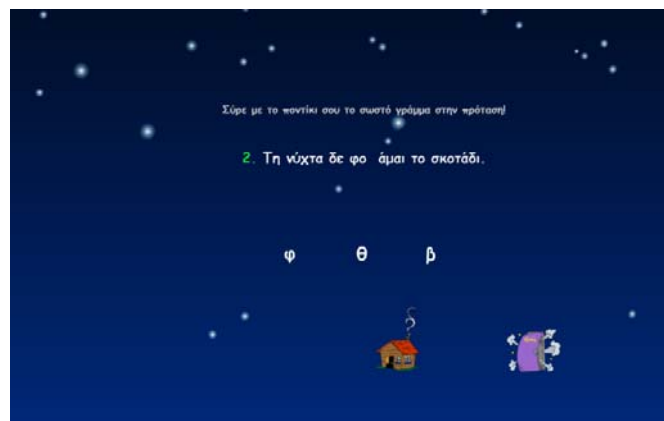 Σύρε με το ποντίκι σου το σωστό γράμμα στην πρόταση!
2. Τη νύχτα δε φο άμαι το σκοτάδι.
φ θ β